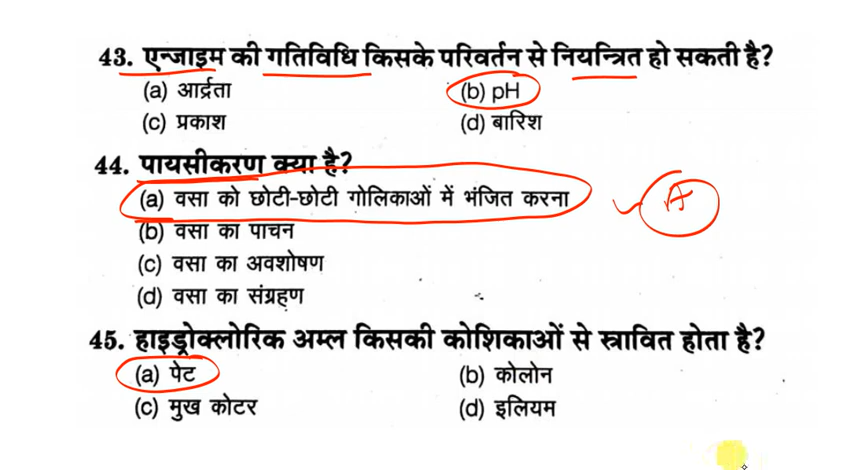 43. एन्जाइम की गतिविधि किसके परिवर्तन से नियन्त्रित हो सकती है?
(a) आर्द्रता (b) pH
(c) प्रकाश (d) बारिश
44. पायसीकरण क्या है?
(a) वसा को छोटी-छोटी गोलिकाओं में भंजित करना A
(b) वसा का पाचन
(c) वसा का अवशोषण
(d) वसा का संग्रहण
45. हाइड्रोक्लोरिक अम्ल किसकी कोशिकाओं से स्त्रावित होता है?
(a) पेट (b) कोलोन
(c) मुख कोटर (d) इलियम